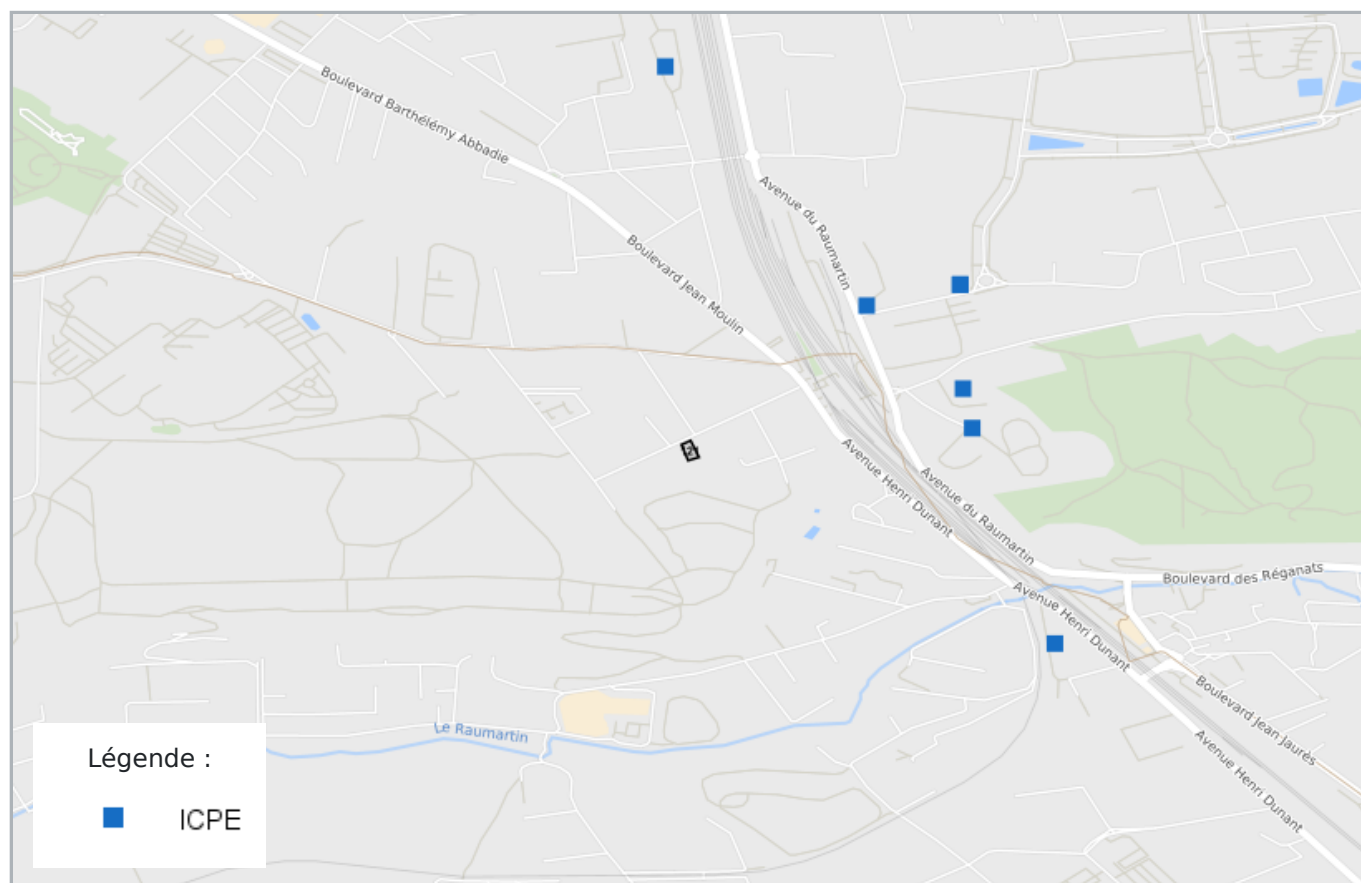 Boulevard Barthélémy Abbadie
Avenue du Raumartin
Boulevard Jean Moulin
Avenue Henri Dunant
Avenue du Raumartin
Boulevard des Réganats
Avenue Henri Dunant
Boulevard Jean Jaurès
Le Raumartin
Avenue Henri Dunant
Légende :
ICPE